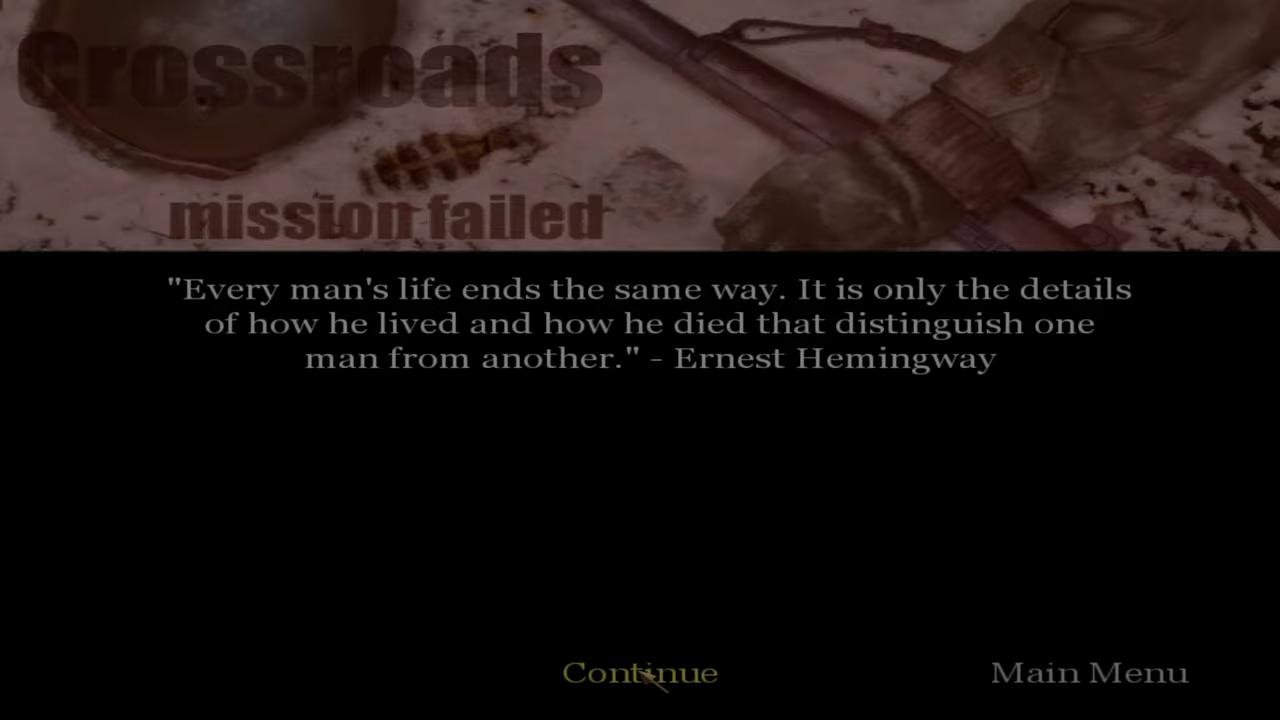 Crossroads
mission failed
"Every man's life ends the same way. It is only the details
of how he lived and how he died that distinguish one
man from another." - Ernest Hemingway
Continue
Main Menu